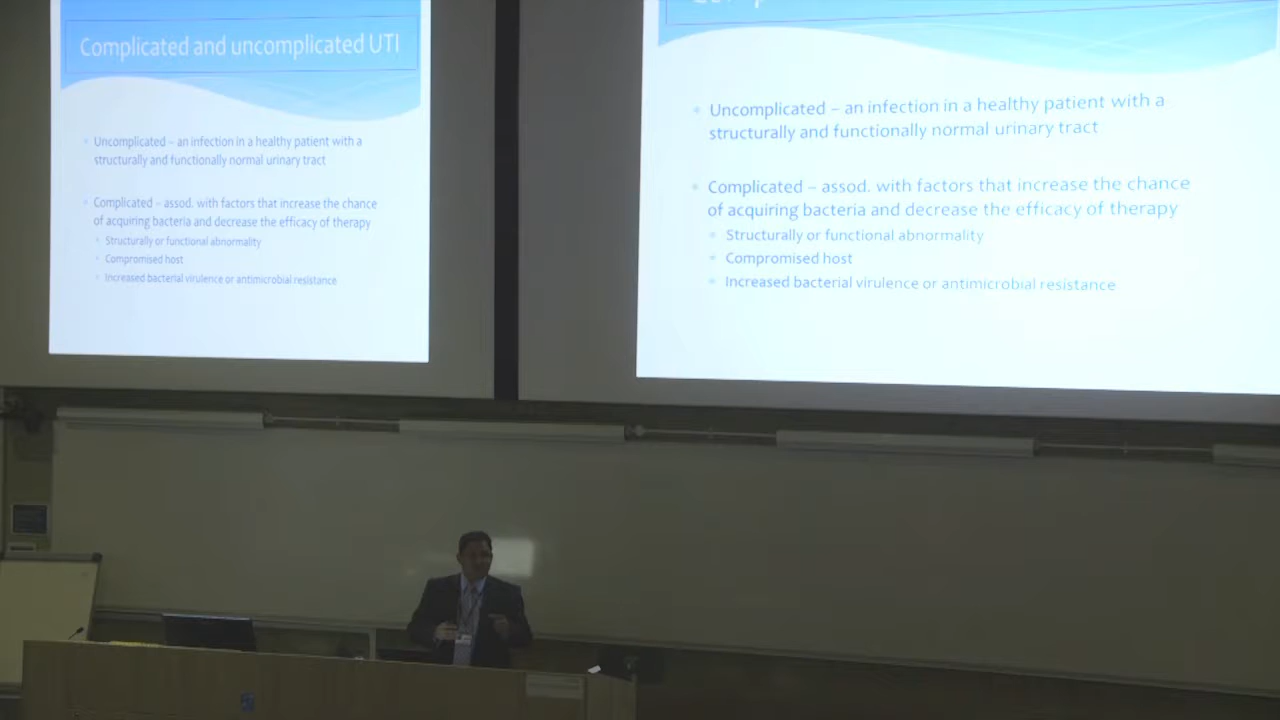 Complicated and uncomplicated UTI
Uncomplicated – an infection in a healthy patient with a
structurally and functionally normal urinary tract
Complicated – assod. with factors that increase the chance
of acquiring bacteria and decrease the efficacy of therapy
Structurally or functional abnormality
Compromised host
Increased bacterial virulence or antimicrobial resistance
Uncomplicated – an infection in a healthy patient with a
structurally and functionally normal urinary tract
Complicated – assod. with factors that increase the chance
of acquiring bacteria and decrease the efficacy of therapy
Structurally or functional abnormality
Compromised host
Increased bacterial virulence or antimicrobial resistance